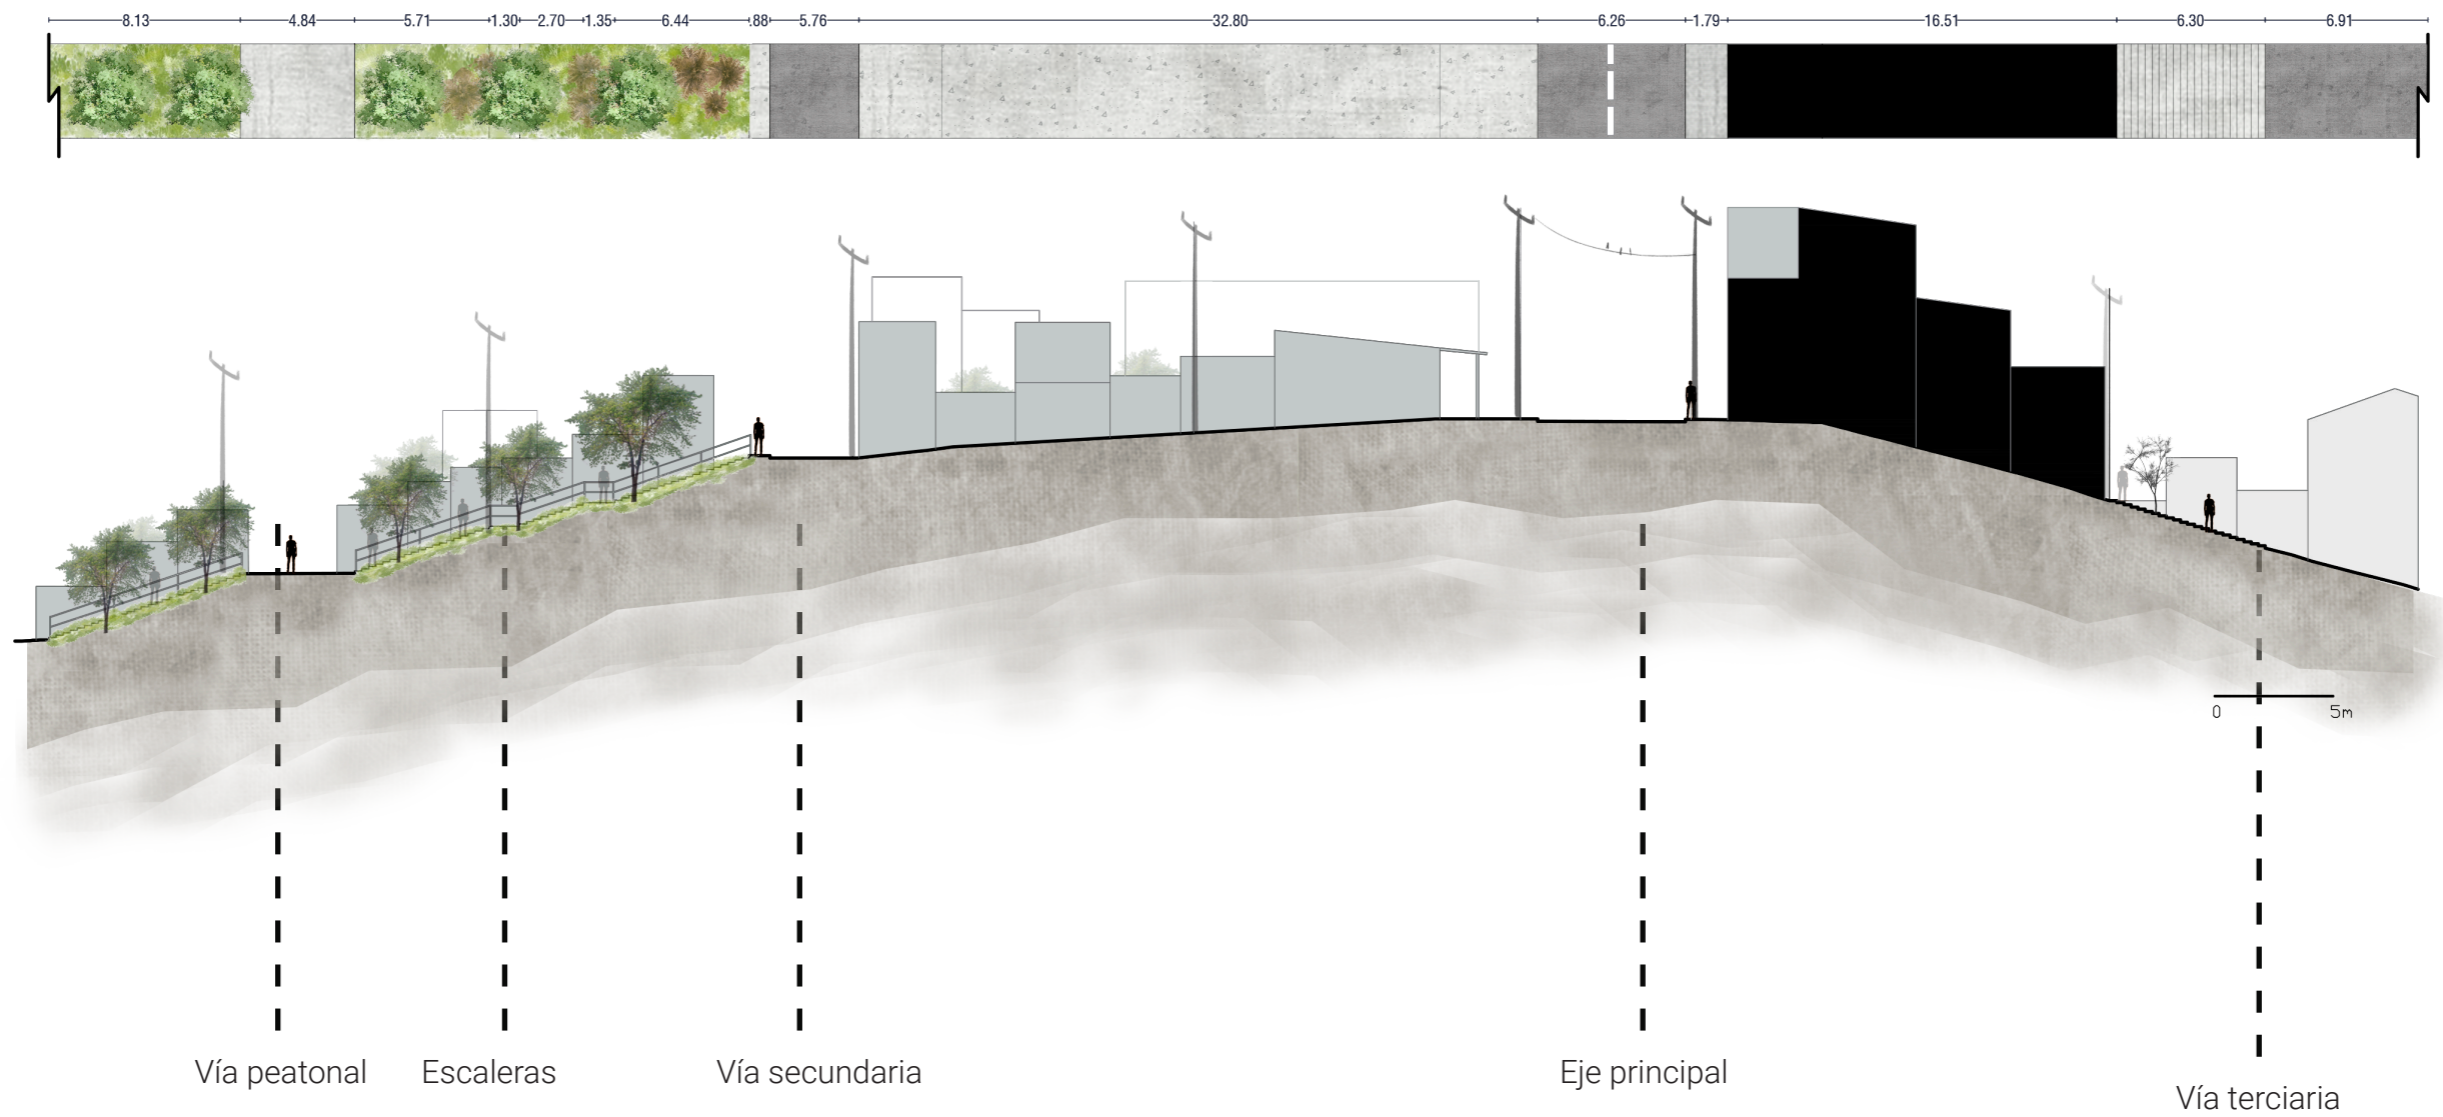 8.13 4.84 5.71 1.30 2.70 1.35 6.44 .88 5.76 32.80 6.26 1.79 16.51 6.30 6.91
0 5m
Vía peatonal Escaleras Vía secundaria Eje principal
Vía terciaria